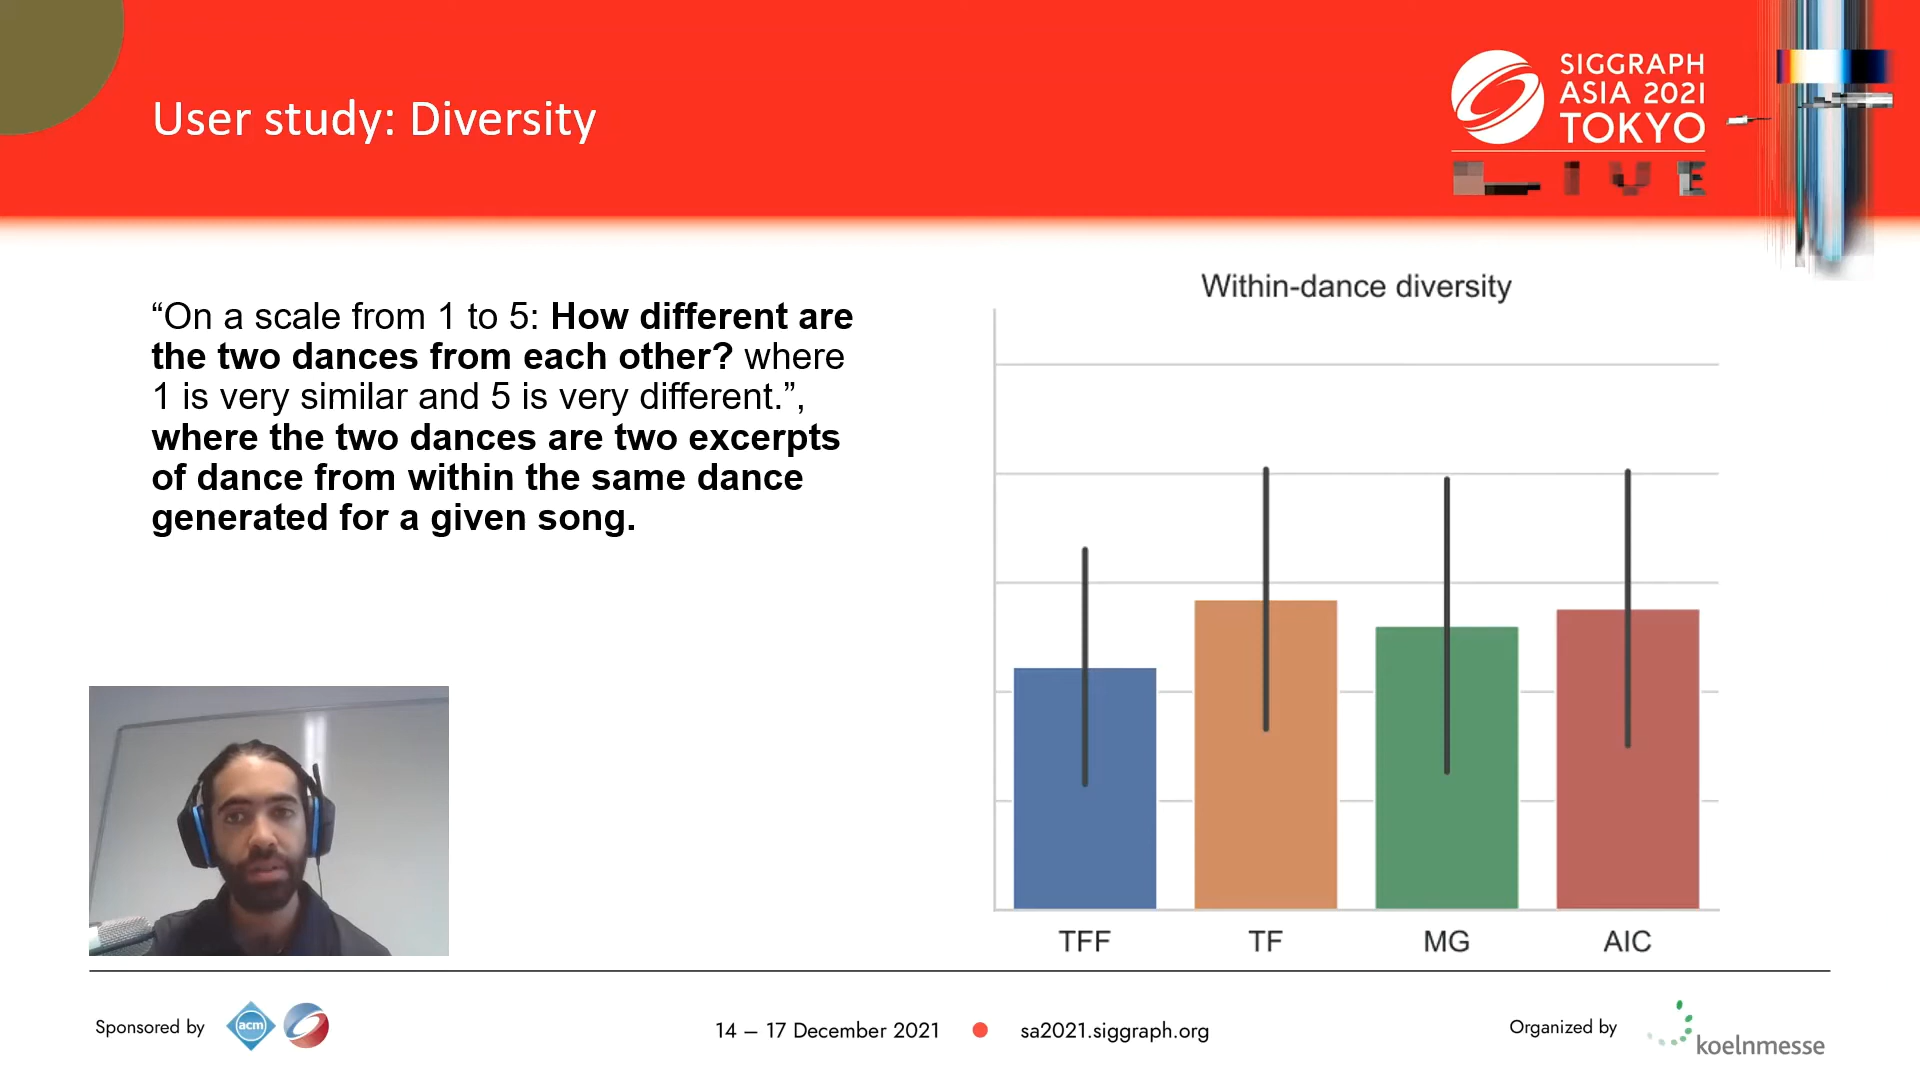 User study: Diversity
SIGGRAPH
ASIA 2021
TOKYO
LIVE
“On a scale from 1 to 5: How different are
the two dances from each other? where
1 is very similar and 5 is very different.”,
where the two dances are two excerpts
of dance from within the same dance
generated for a given song.
Within-dance diversity
TFF
TF
MG
AIC
Sponsored by
acm
14 – 17 December 2021
sa2021.siggraph.org
Organized by
koelnmesse